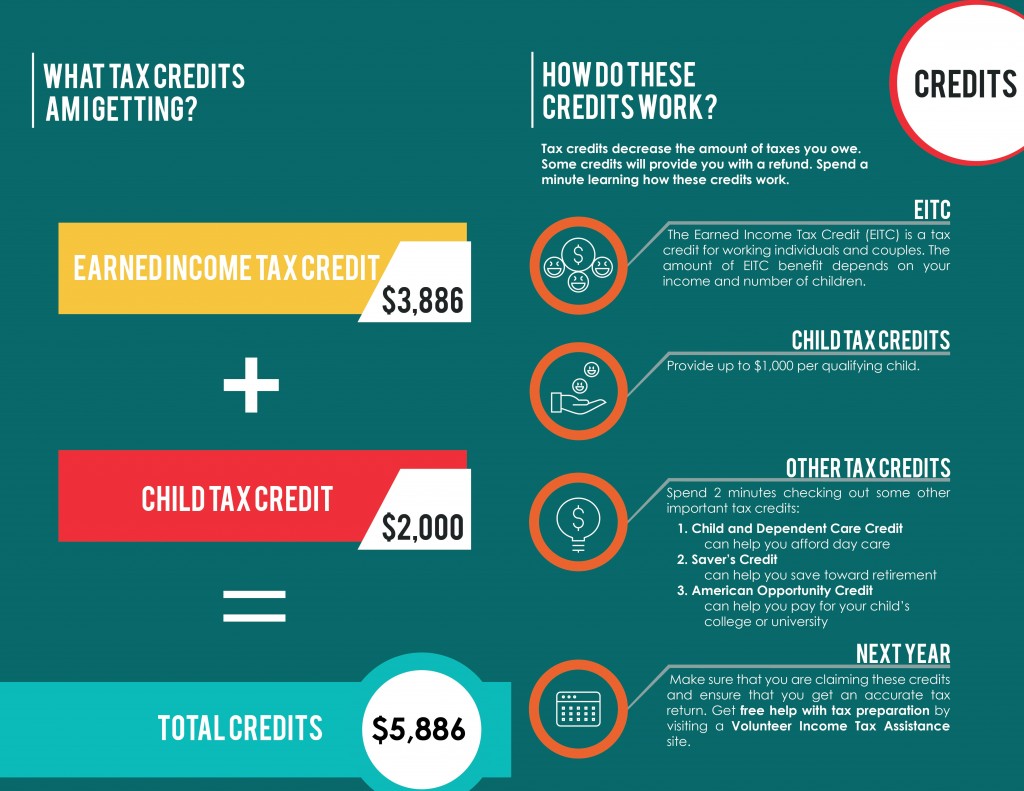 WHAT TAX CREDITS
AM I GETTING?
EARNED INCOME TAX CREDIT
$3,886
+
CHILD TAX CREDIT
$2,000
=
TOTAL CREDITS
$5,886
CREDITS
HOW DO THESE
CREDITS WORK?
Tax credits decrease the amount of taxes you owe.
Some credits will provide you with a refund. Spend a
minute learning how these credits work.
EITC
The Earned Income Tax Credit (EITC) is a tax
credit for working individuals and couples. The
amount of EITC benefit depends on your
income and number of children.
CHILD TAX CREDITS
Provide up to $1,000 per qualifying child.
OTHER TAX CREDITS
Spend 2 minutes checking out some other
important tax credits:
1. Child and Dependent Care Credit
can help you afford day care
2. Saver's Credit
can help you save toward retirement
3. American Opportunity Credit
can help you pay for your child's
college or university
NEXT YEAR
Make sure that you are claiming these credits
and ensure that you get an accurate tax
return. Get free help with tax preparation by
visiting a Volunteer Income Tax Assistance
site.
$
$